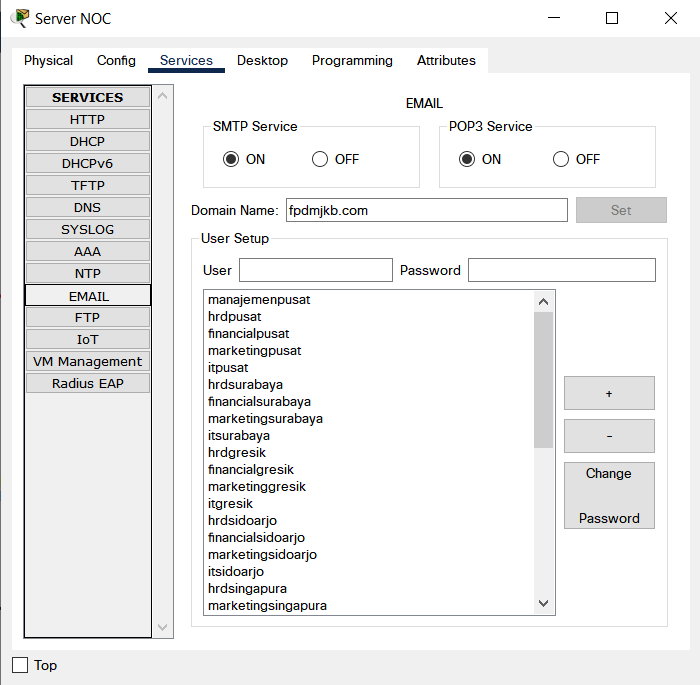 Server NOC
Physical Config Services Desktop Programming Attributes
SERVICES
HTTP
DHCP
DHCPv6
TFTP
DNS
SYSLOG
AAA
NTP
EMAIL
FTP
IoT
VM Management
Radius EAP
EMAIL
SMTP Service
ON OFF
POP3 Service
ON OFF
Domain Name: fpdmjkb.com Set
User Setup
User Password
manajemenpusat
hrdpusat
financialpusat
marketingpusat
itpusat
hrdsurabaya
financialsurabaya
marketingsurabaya
itsurabaya
hrdgresik
financialgresik
marketinggresik
itgresik
hrdsidoarjo
financialsidoarjo
marketingsidoarjo
itsidoarjo
hrdsingapura
marketingsingapura
+
-
Change
Password
Top